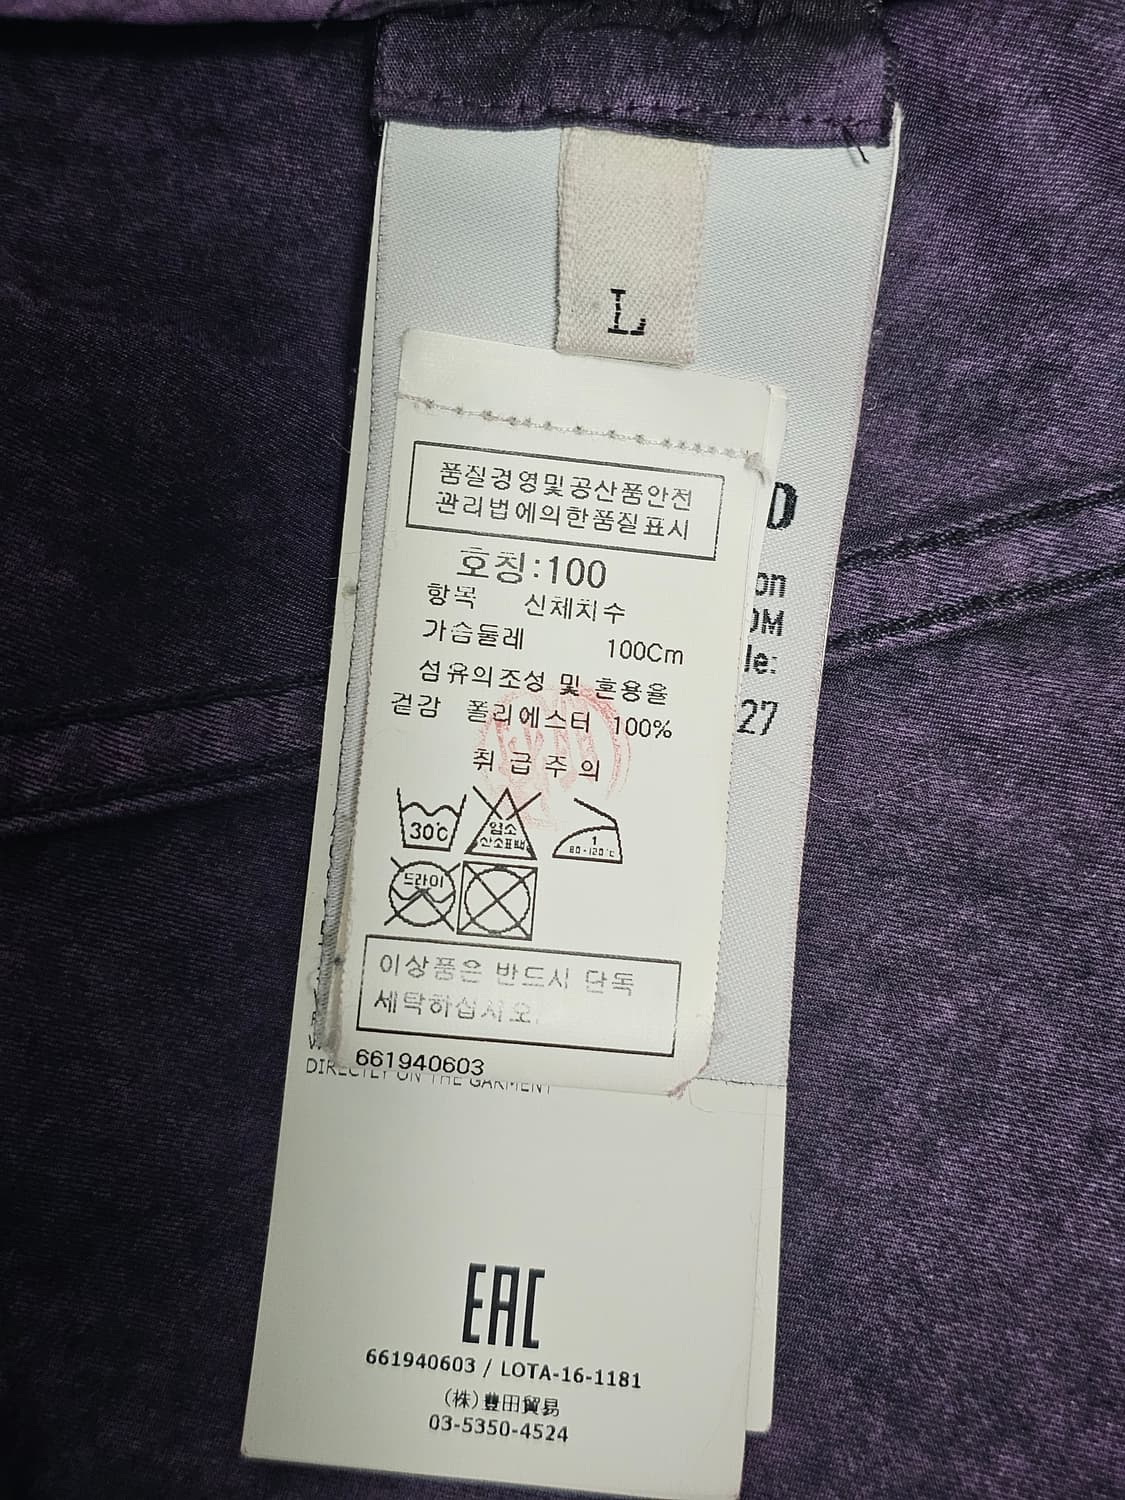 L
품질경영및공산품안전
관리법에의한품질표시
호칭:100
항목 신체치수
가슴둘레 100Cm
섬유의조성 및 혼용율
겉감 폴리에스터 100%
취급주의
30℃
염소
산소표백
1
80-120℃
드라이
이상품은 반드시 단독
세탁하십시오.
661940603
D
on
OM
le:
27
DIRECTLY ON THE GARMENT
EAC
661940603 / LOTA-16-1181
(株)豊田貿易
03-5350-4524